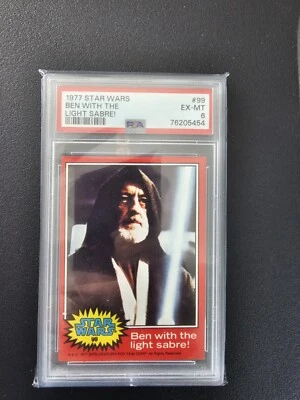 1977 STAR WARS
BEN WITH THE
LIGHT SABRE!
#99
EX-MT
6
PSA
76205454
STAR
WARS
99
Ben with the
light sabre!